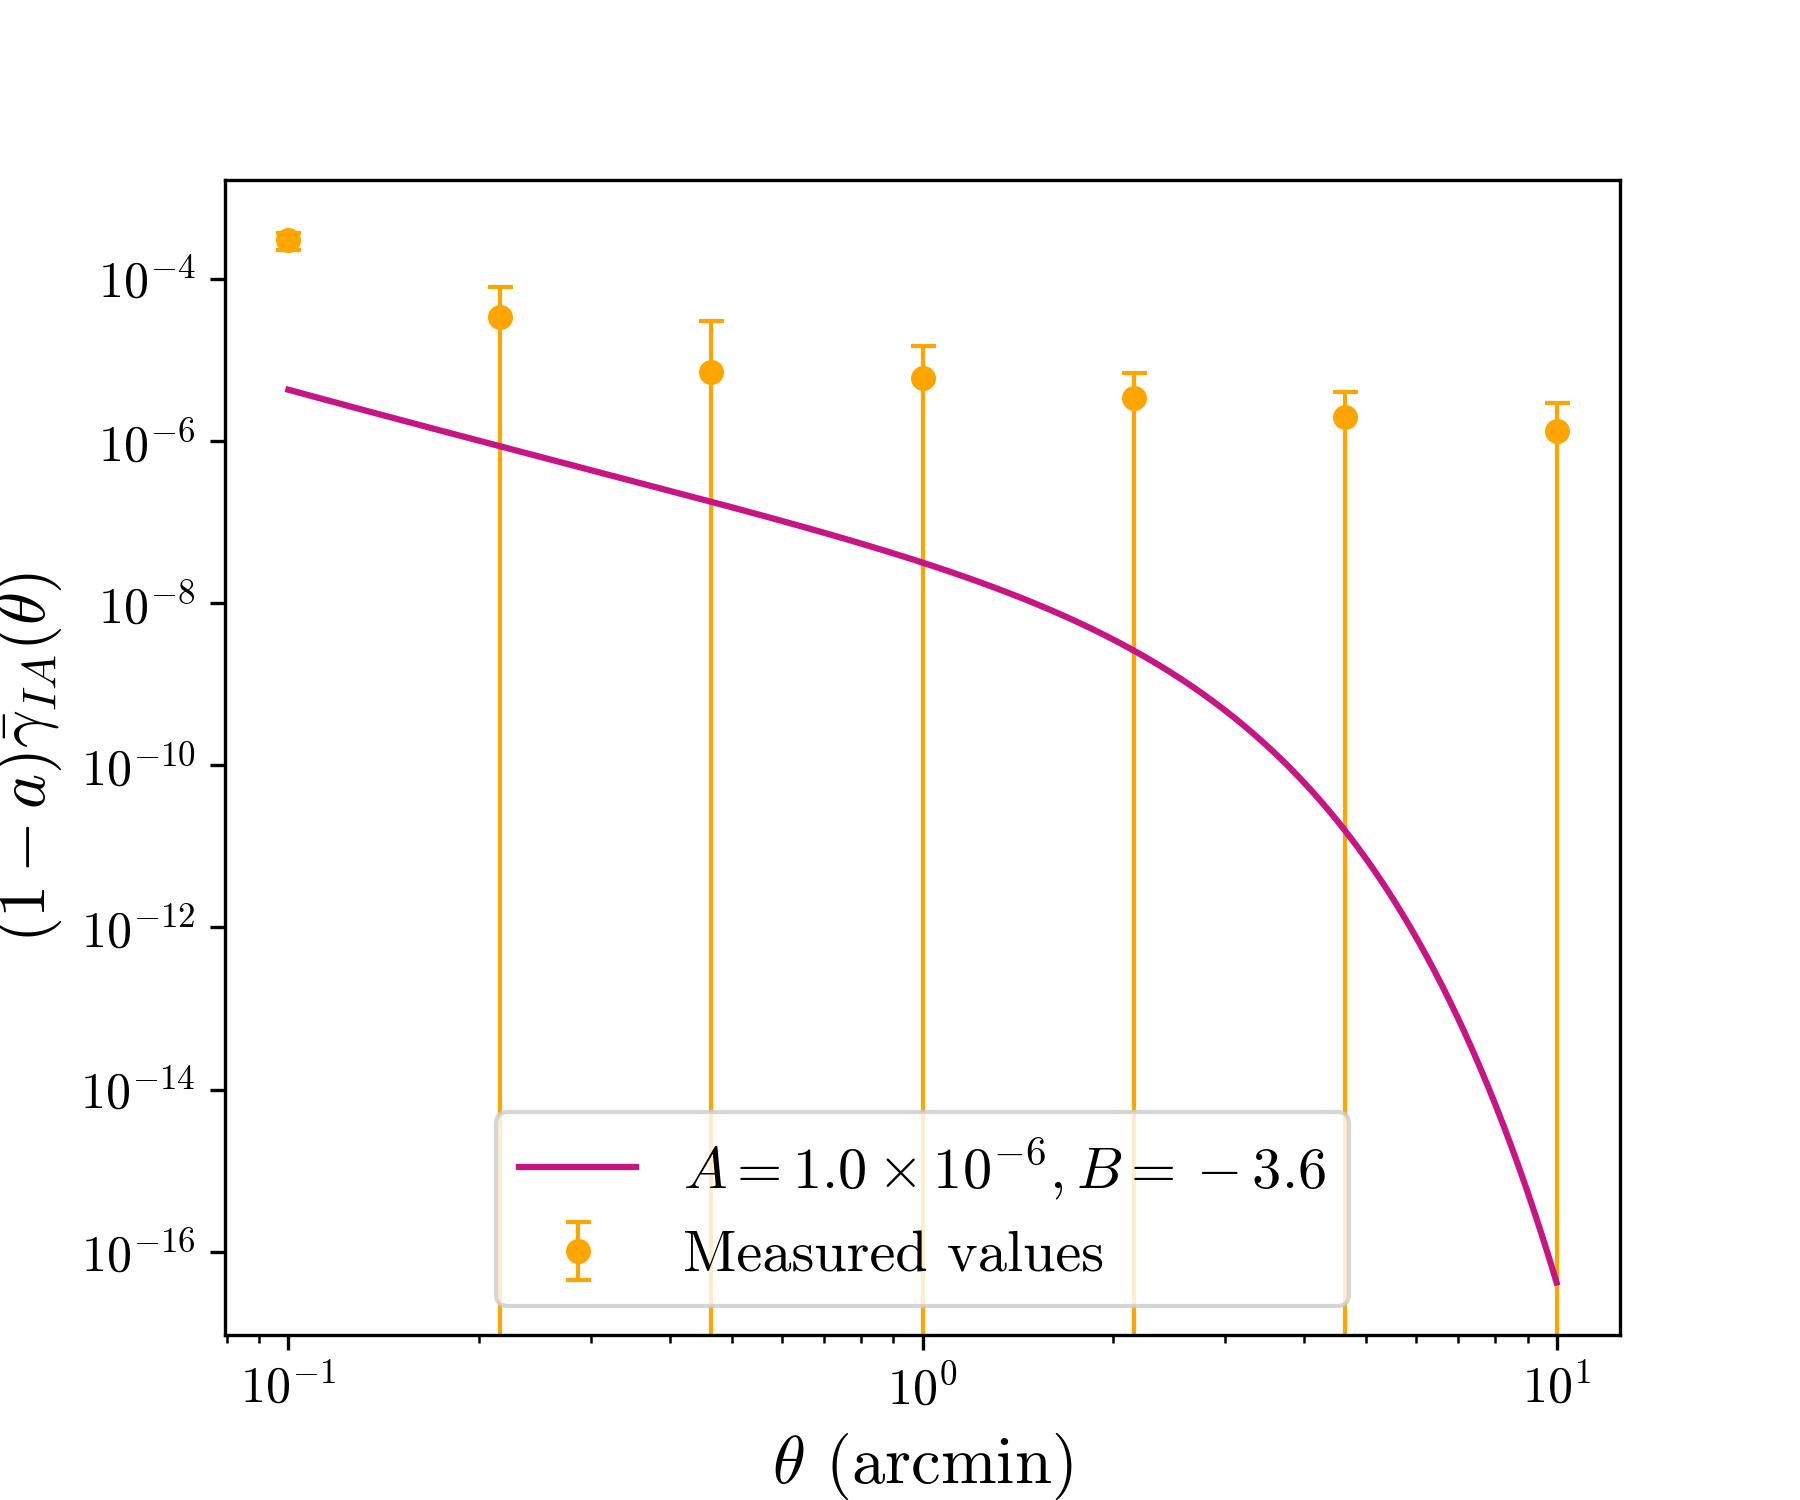 (1 − a)γ̄_{IA}(θ)
10^{−4}
10^{−6}
10^{−8}
10^{−10}
10^{−12}
10^{−14}
10^{−16}
A = 1.0 × 10^{−6}, B = −3.6
Measured values
10^{−1} 10^{0} 10^{1}
θ (arcmin)